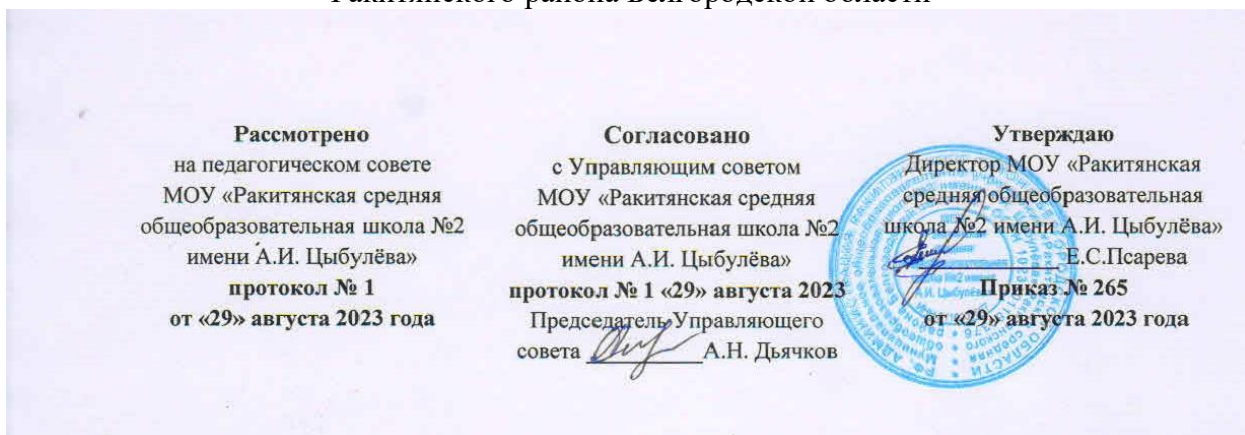 Ракитянского района Белгородской области
Рассмотрено
на педагогическом совете
МОУ «Ракитянская средняя
общеобразовательная школа №2
имени А.И. Цыбулёва»
протокол № 1
от «29» августа 2023 года
Согласовано
с Управляющим советом
МОУ «Ракитянская средняя
общеобразовательная школа №2
имени А.И. Цыбулёва»
протокол № 1 «29» августа 2023
Председатель Управляющего
совета ____________ А.Н. Дьячков
Утверждаю
Директор МОУ «Ракитянская
средняя общеобразовательная
школа №2 имени А.И. Цыбулёва»
____________ Е.С.Псарева
Приказ № 265
от «29» августа 2023 года